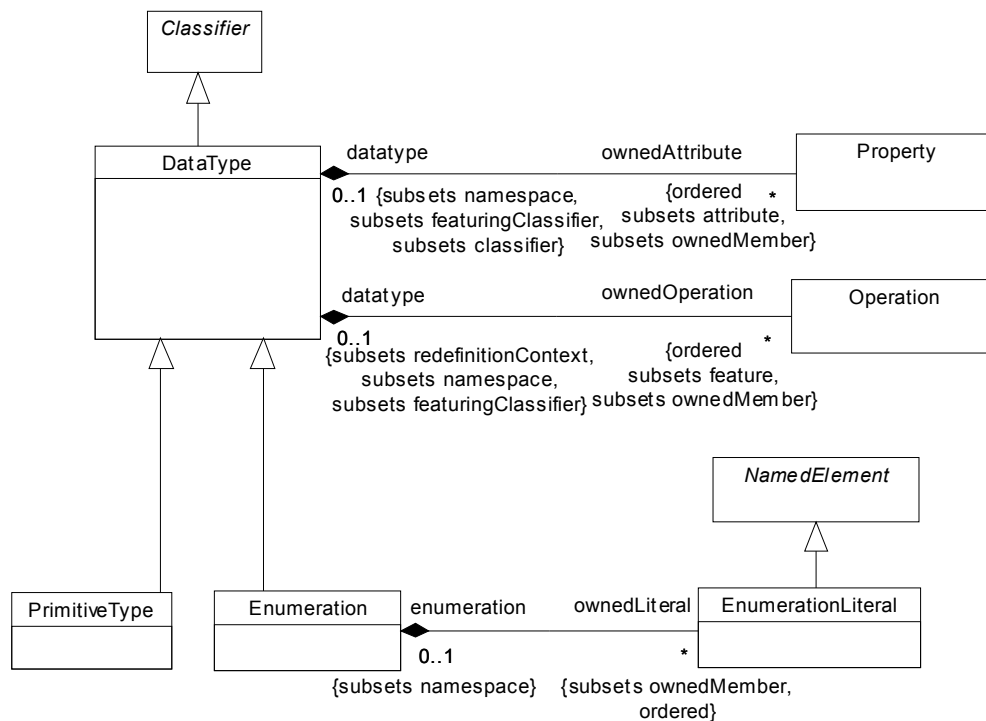 Classifier
DataType
datatype
ownedAttribute
Property
0..1 {subsets namespace,
subsets featuringClassifier,
subsets classifier}
{ordered *
subsets attribute,
subsets ownedMember}
datatype
ownedOperation
Operation
0..1
{subsets redefinitionContext,
subsets namespace,
subsets featuringClassifier}
{ordered *
subsets feature,
subsets ownedMember}
NamedElement
PrimitiveType
Enumeration
enumeration
ownedLiteral
EnumerationLiteral
0..1
*
{subsets namespace}
{subsets ownedMember,
ordered}